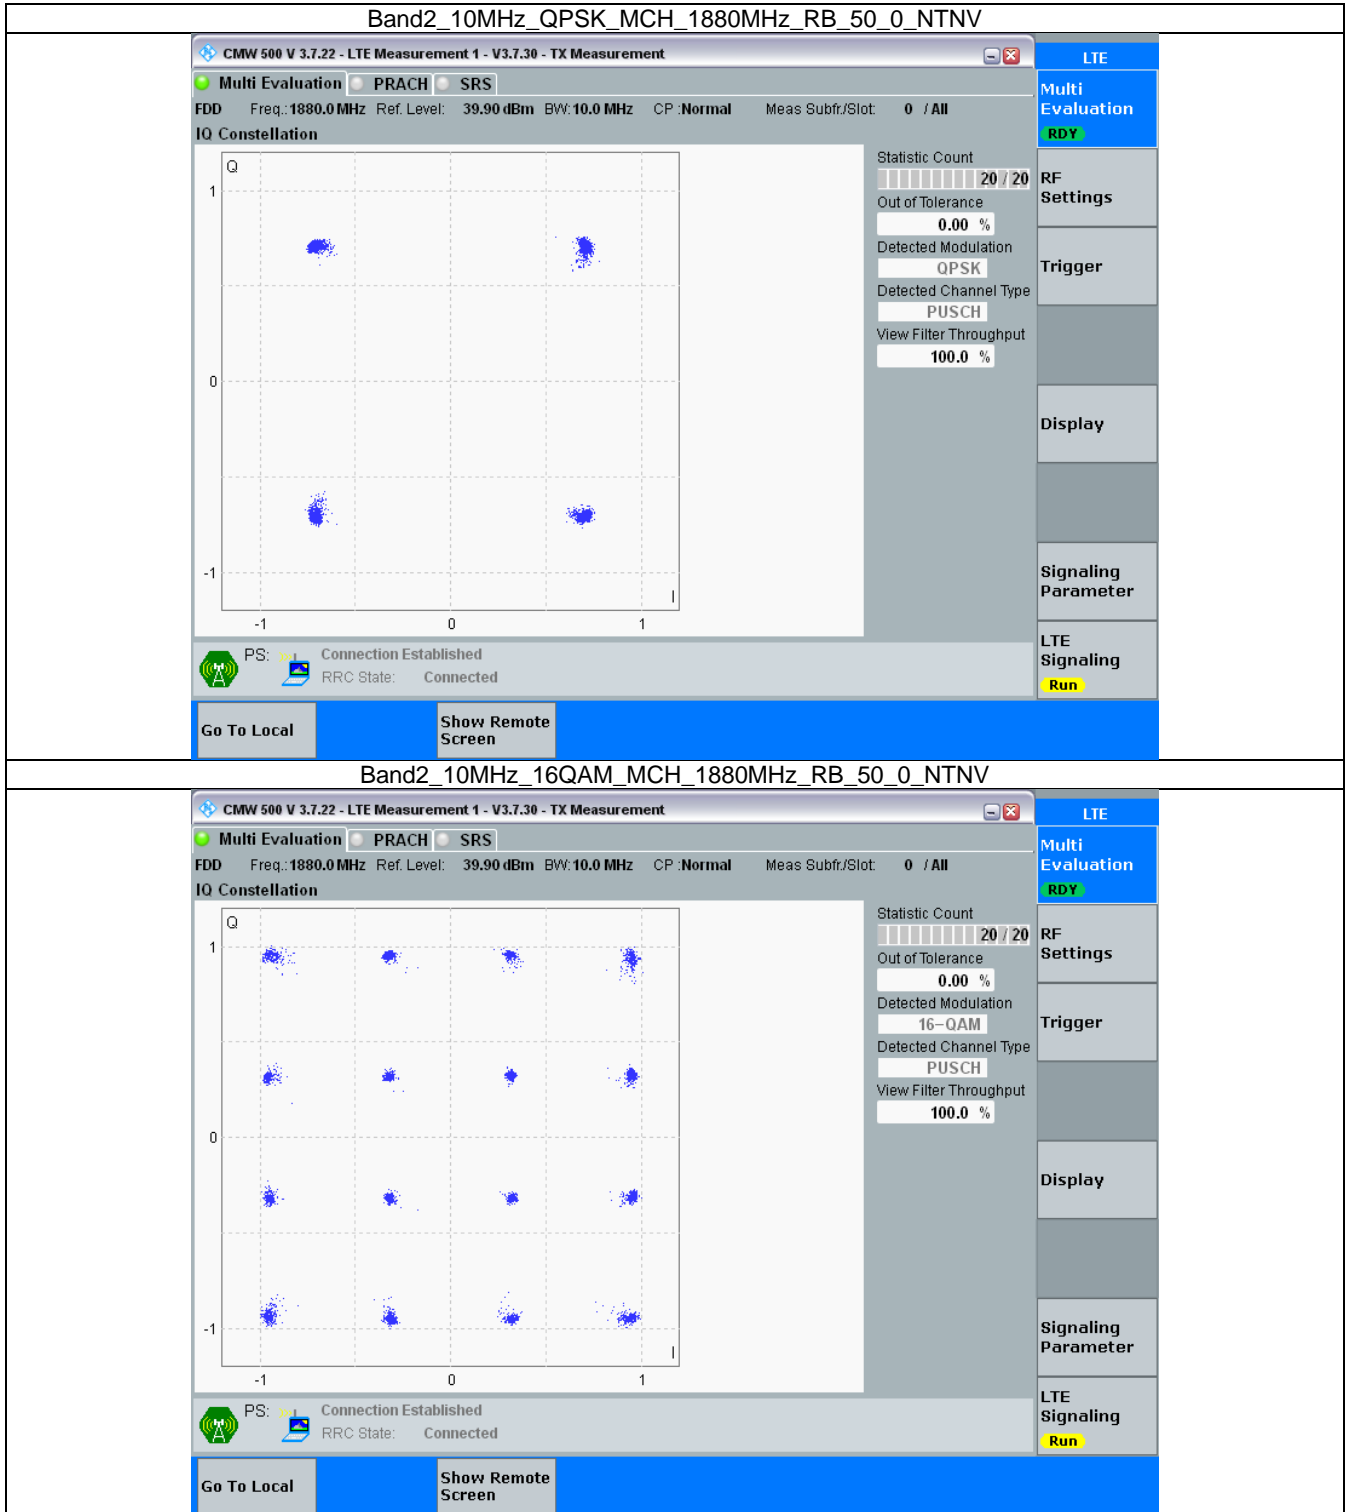 Band2_10MHz_QPSK_MCH_1880MHz_RB_50_0_NTNV
CMW 500 V 3.7.22 - LTE Measurement 1 - V3.7.30 - TX Measurement
LTE
Multi Evaluation PRACH SRS
Multi
Evaluation
RDY
FDD Freq.: 1880.0 MHz Ref. Level: 39.90 dBm BW: 10.0 MHz CP : Normal Meas Subfr./Slot: 0 / All
IQ Constellation
Q
1
0
-1
I
-1 0 1
Statistic Count
20 / 20
Out of Tolerance
0.00 %
Detected Modulation
QPSK
Detected Channel Type
PUSCH
View Filter Throughput
100.0 %
RF
Settings
Trigger
Display
Signaling
Parameter
LTE
Signaling
Run
PS: Connection Established
RRC State: Connected
Go To Local
Show Remote
Screen
Band2_10MHz_16QAM_MCH_1880MHz_RB_50_0_NTNV
CMW 500 V 3.7.22 - LTE Measurement 1 - V3.7.30 - TX Measurement
LTE
Multi Evaluation PRACH SRS
Multi
Evaluation
RDY
FDD Freq.: 1880.0 MHz Ref. Level: 39.90 dBm BW: 10.0 MHz CP : Normal Meas Subfr./Slot: 0 / All
IQ Constellation
Q
1
0
-1
I
-1 0 1
Statistic Count
20 / 20
Out of Tolerance
0.00 %
Detected Modulation
16-QAM
Detected Channel Type
PUSCH
View Filter Throughput
100.0 %
RF
Settings
Trigger
Display
Signaling
Parameter
LTE
Signaling
Run
PS: Connection Established
RRC State: Connected
Go To Local
Show Remote
Screen